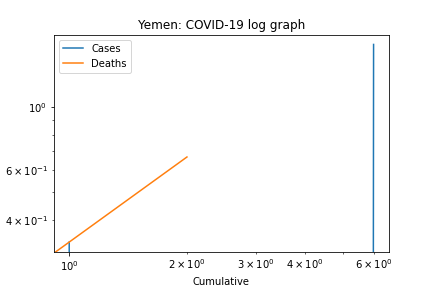 Yemen: COVID-19 log graph
Cases
Deaths
10⁰
6 × 10⁻¹
4 × 10⁻¹
10⁰ 2 × 10⁰ 3 × 10⁰ 4 × 10⁰ 6 × 10⁰
Cumulative